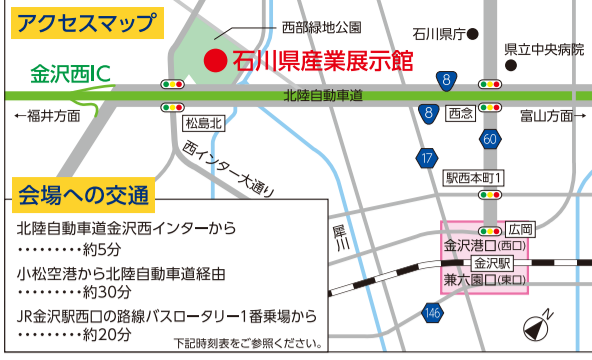 アクセスマップ
西部緑地公園
石川県庁
県立中央病院
石川県産業展示館
金沢西IC
8
北陸自動車道
←福井方面
松島北
8
西念
富山方面→
60
17
西インター大通り
駅西本町1
犀川
広岡
金沢港口(西口)
金沢駅
兼六園口(東口)
146
N
会場への交通
北陸自動車道金沢西インターから
·········約5分
小松空港から北陸自動車道経由
·········約30分
JR金沢駅西口の路線バスロータリー1番乗場から
·········約20分
下記時刻表をご参照ください。